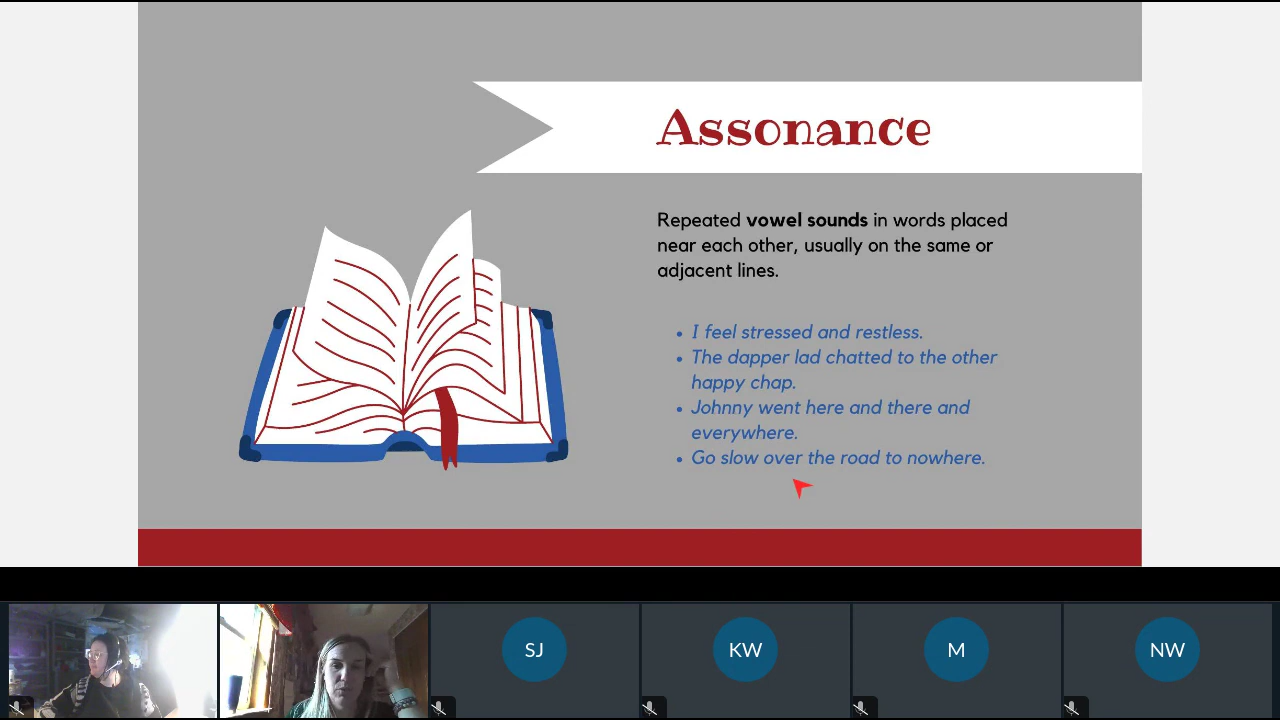 Assonance
Repeated vowel sounds in words placed
near each other, usually on the same or
adjacent lines.
• I feel stressed and restless.
• The dapper lad chatted to the other
happy chap.
• Johnny went here and there and
everywhere.
• Go slow over the road to nowhere.
SJ
KW
M
NW